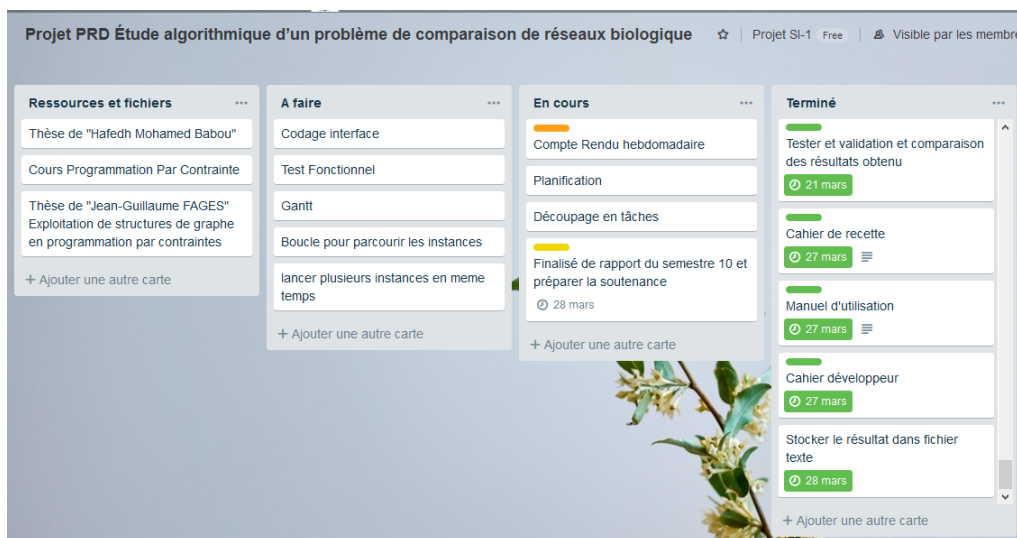 Projet PRD Étude algorithmique d'un problème de comparaison de réseaux biologique
Projet SI-1
Free
Visible par les membre
Ressources et fichiers
Thèse de "Hafedh Mohamed Babou"
Cours Programmation Par Contrainte
Thèse de "Jean-Guillaume FAGES"
Exploitation de structures de graphe
en programmation par contraintes
+ Ajouter une autre carte
A faire
Codage interface
Test Fonctionnel
Gantt
Boucle pour parcourir les instances
lancer plusieurs instances en meme
temps
+ Ajouter une autre carte
En cours
Compte Rendu hebdomadaire
Planification
Découpage en tâches
Finalisé de rapport du semestre 10 et
préparer la soutenance
28 mars
+ Ajouter une autre carte
Terminé
Tester et validation et comparaison
des résultats obtenu
21 mars
Cahier de recette
27 mars
Manuel d'utilisation
27 mars
Cahier développeur
27 mars
Stocker le résultat dans fichier
texte
28 mars
+ Ajouter une autre carte